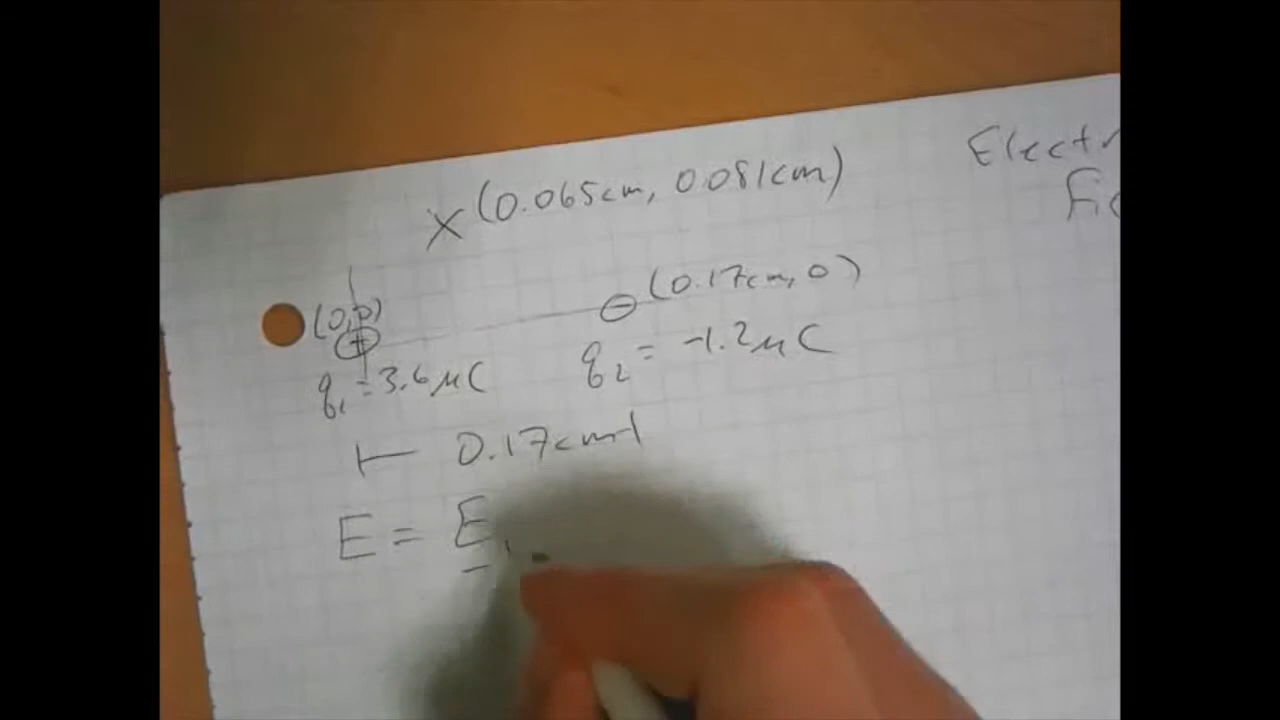 Electr
Fi
X (0.065cm, 0.081cm)
(0.17cm, 0)
(0,0)
q₁ = 3.6μC
q₂ = -1.2μC
0.17cm
E = E₁